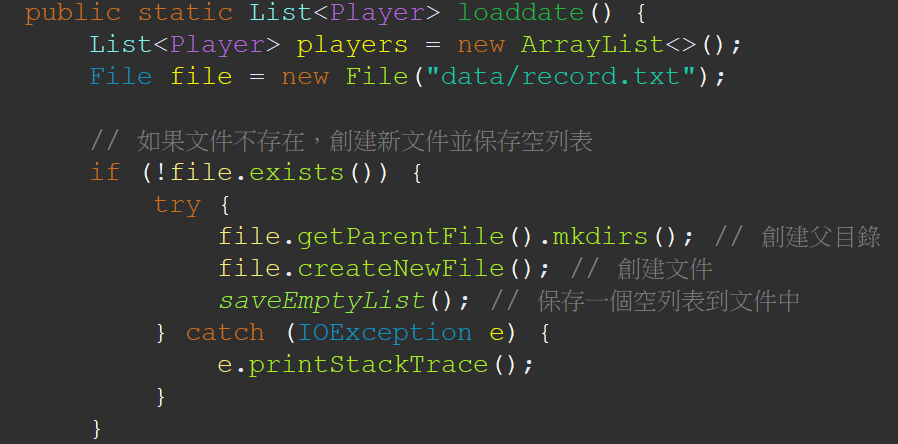 public static List<Player> loaddate() {
    List<Player> players = new ArrayList<>();
    File file = new File("data/record.txt");

    // 如果文件不存在，創建新文件並保存空列表
    if (!file.exists()) {
        try {
            file.getParentFile().mkdirs(); // 創建父目錄
            file.createNewFile(); // 創建文件
            saveEmptyList(); // 保存一個空列表到文件中
        } catch (IOException e) {
            e.printStackTrace();
        }
    }